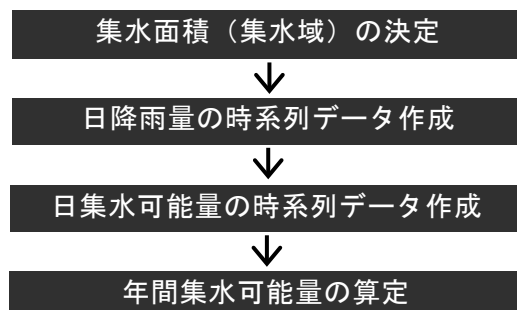 集水面積（集水域）の決定
日降雨量の時系列データ作成
日集水可能量の時系列データ作成
年間集水可能量の算定